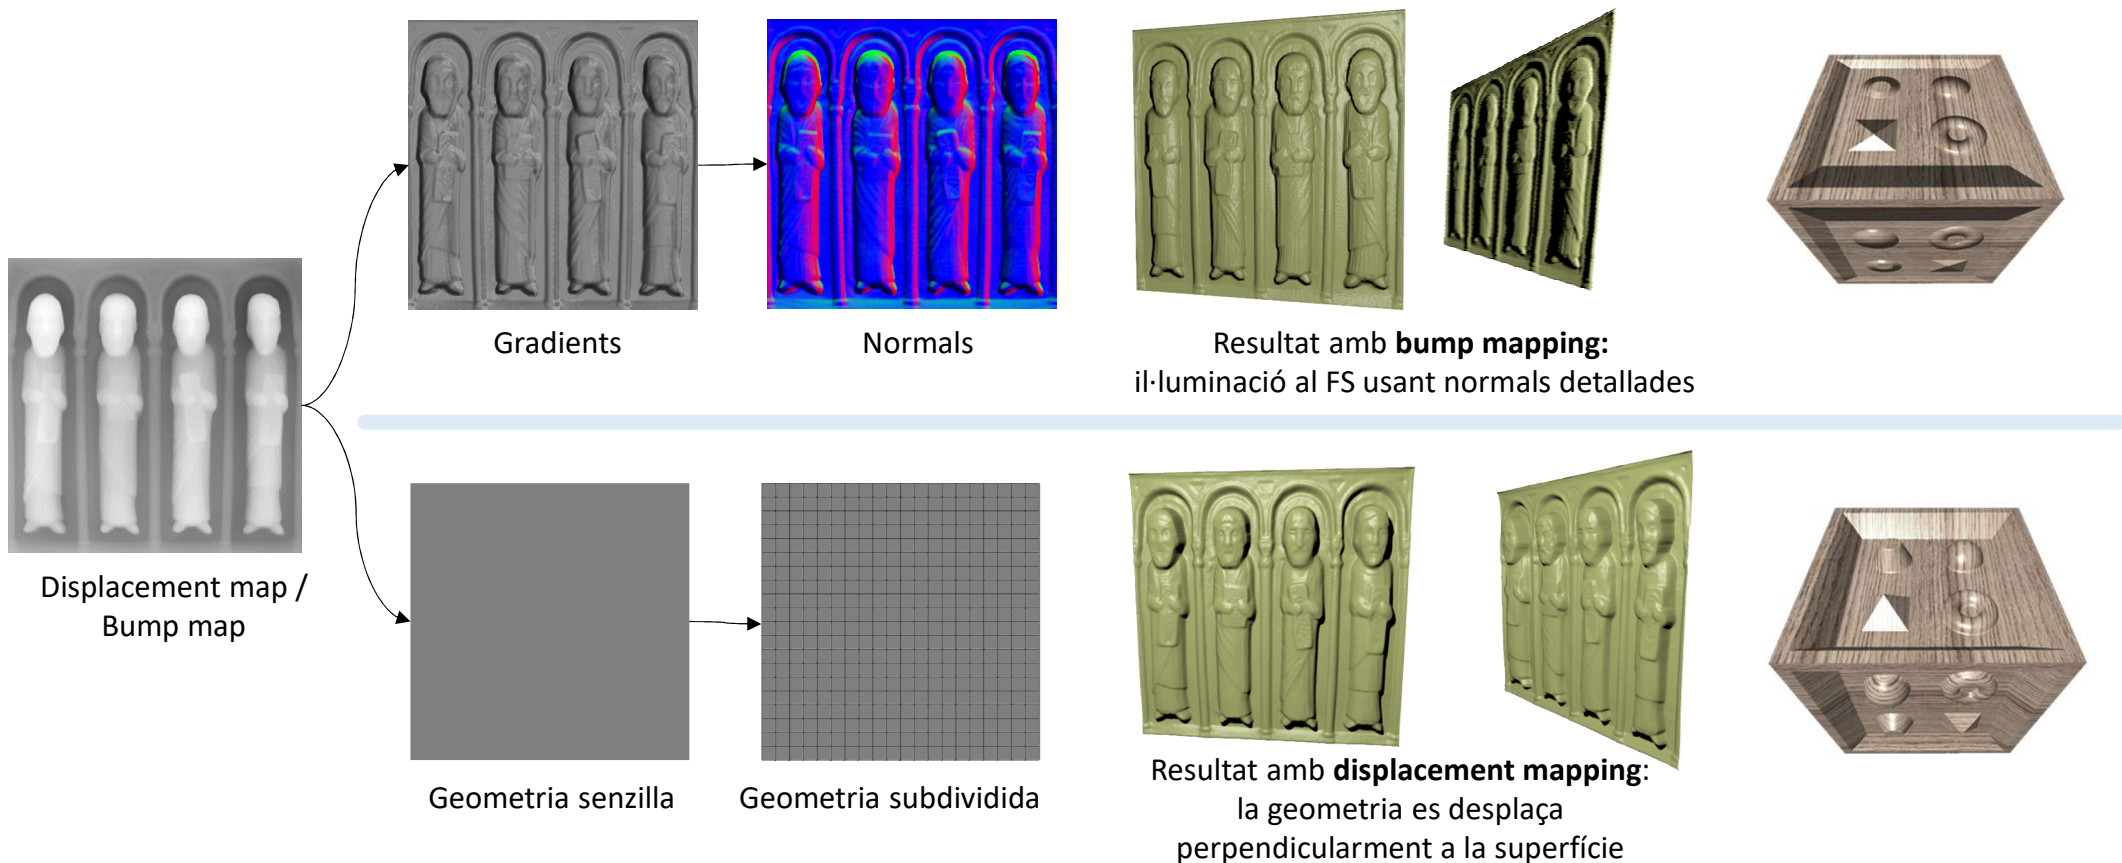 Gradients
Normals
Resultat amb bump mapping:
il·luminació al FS usant normals detallades
Displacement map /
Bump map
Geometria senzilla
Geometria subdividida
Resultat amb displacement mapping:
la geometria es desplaça
perpendicularment a la superfície